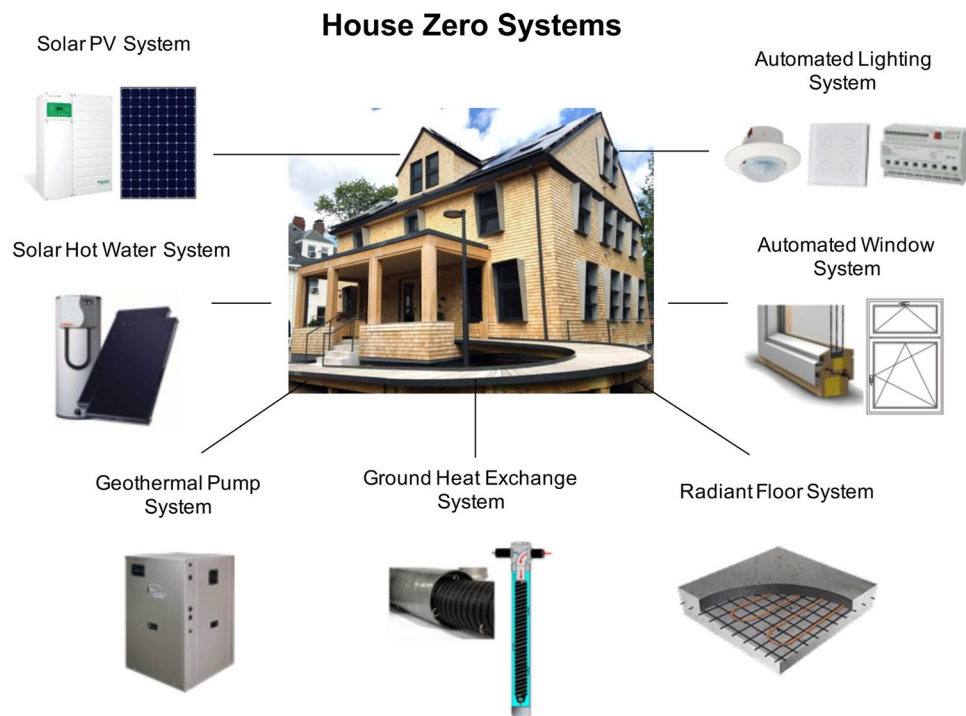 House Zero Systems
Solar PV System
Automated Lighting
System
Solar Hot Water System
Automated Window
System
Geothermal Pump
System
Ground Heat Exchange
System
Radiant Floor System